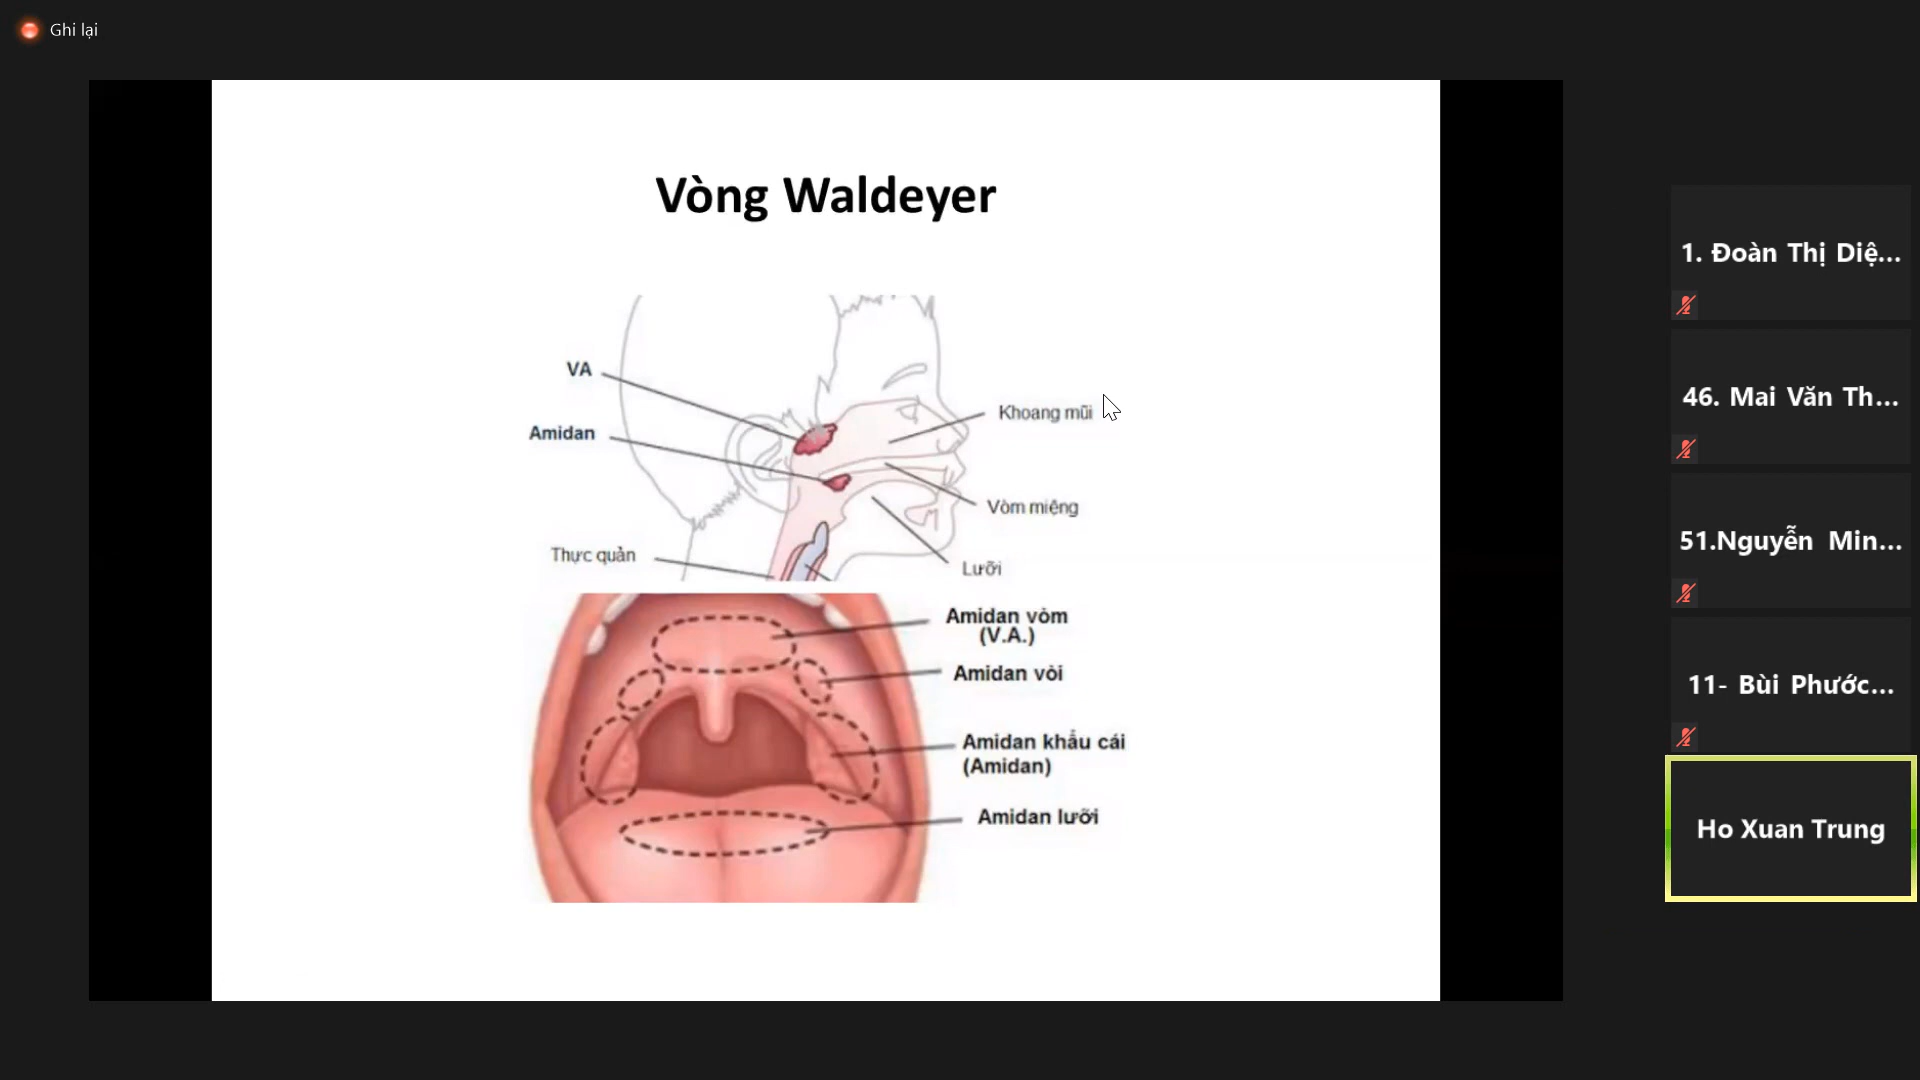 Ghi lại
Vòng Waldeyer
VA
Amidan
Khoang mũi
Vòm miệng
Thực quản
Lưỡi
Amidan vòm
(V.A.)
Amidan vòi
Amidan khẩu cái
(Amidan)
Amidan lưỡi
1. Đoàn Thị Diệ...
46. Mai Văn Th...
51.Nguyễn Min...
11- Bùi Phước...
Ho Xuan Trung